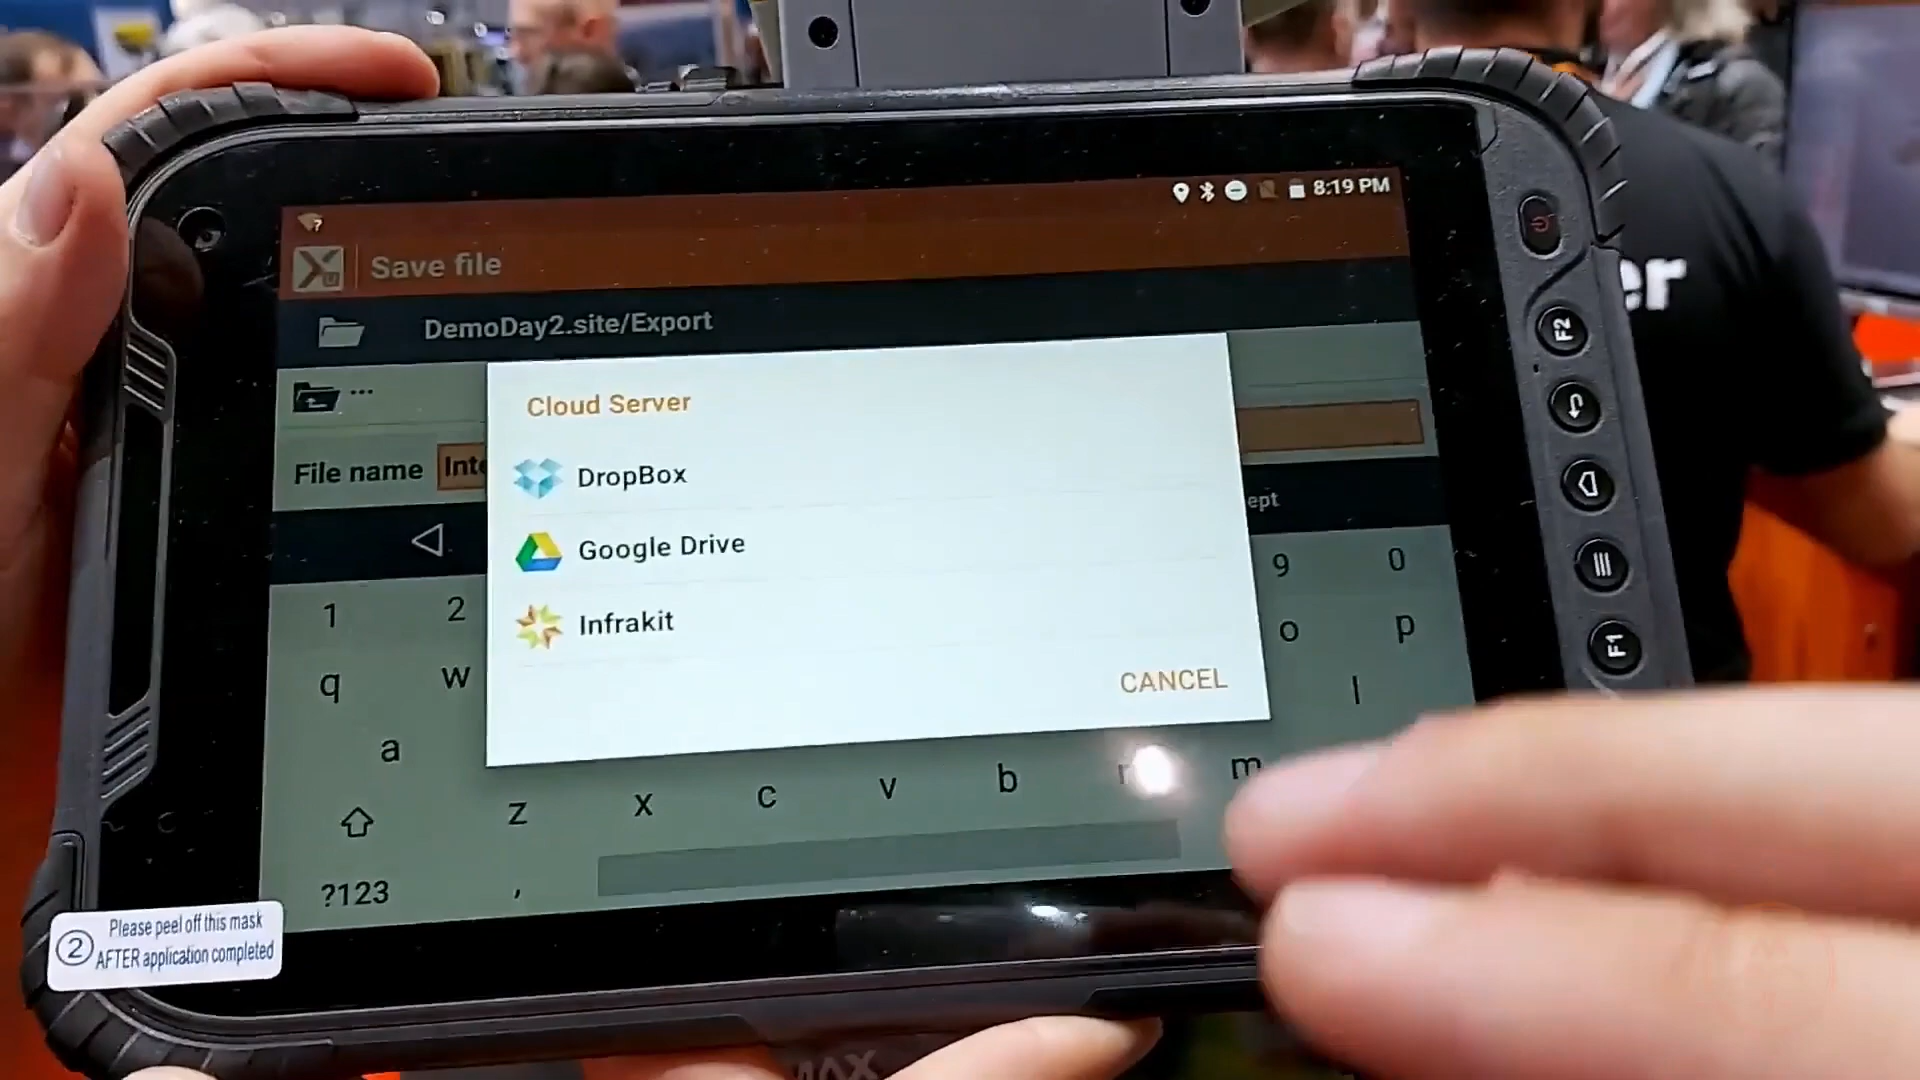 8:19 PM
Save file
DemoDay2.site/Export
...
Cloud Server
DropBox
Google Drive
Infrakit
CANCEL
File name
1 2 9 0
q w o p
a l
z x c v b m
?123 ,
F2
F1
2
Please peel off this mask
AFTER application completed